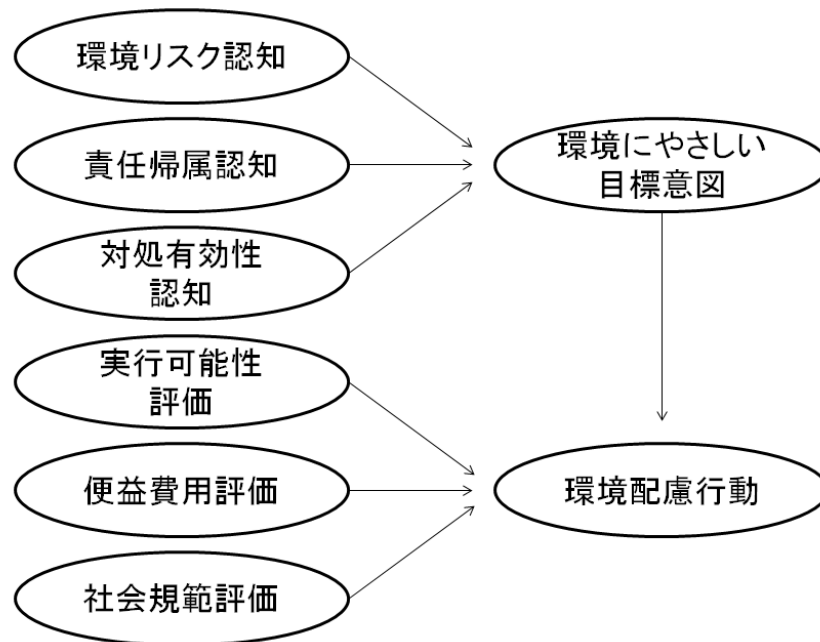 環境リスク認知
責任帰属認知
対処有効性
認知
実行可能性
評価
便益費用評価
社会規範評価
環境にやさしい
目標意図
環境配慮行動